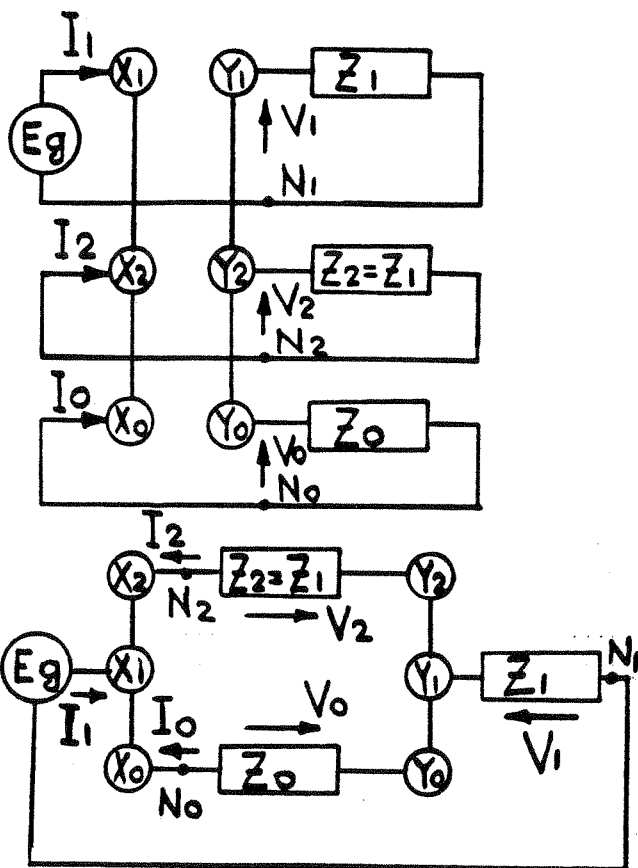 I1
X1 Y1 Z1
Eg
V1
N1
I2
X2 Y2 Z2=Z1
V2
N2
I0
X0 Y0 Z0
V0
N0
I2
X2 Z2=Z1 Y2
N2 V2
Eg X1 Y1 Z1 N1
I1 I0 V0 V1
X0 Z0 Y0
N0